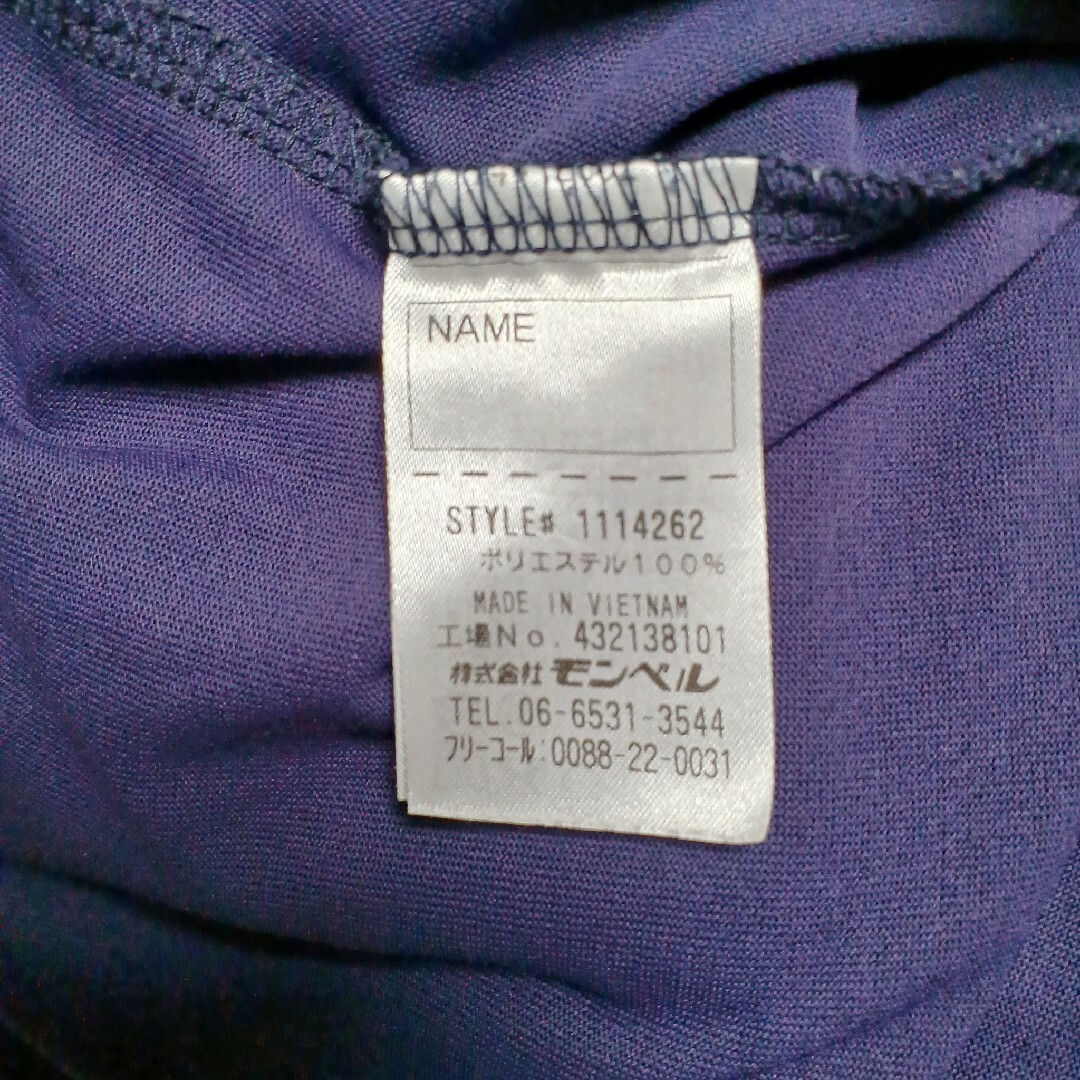 NAME
STYLE# 1114262
ポリエステル100%
MADE IN VIETNAM
工場No. 432138101
株式会社 モンベル
TEL.06-6531-3544
フリーコール:0088-22-0031